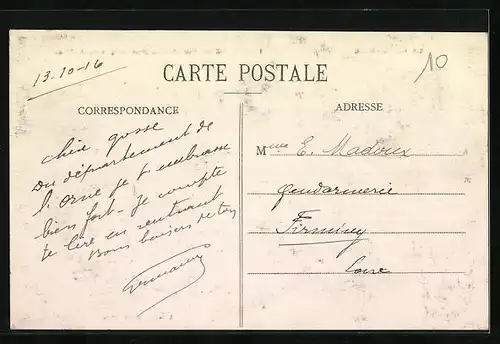 13-10-16
10
CARTE POSTALE
CORRESPONDANCE
ADRESSE
chère gosse
Du département de
l'orne je t'embrasse
bien fort - Je compte
te lire en rentrant
Bons baisers de ton
Mme E. Madoux
Gendarmerie
Firminy
Loire